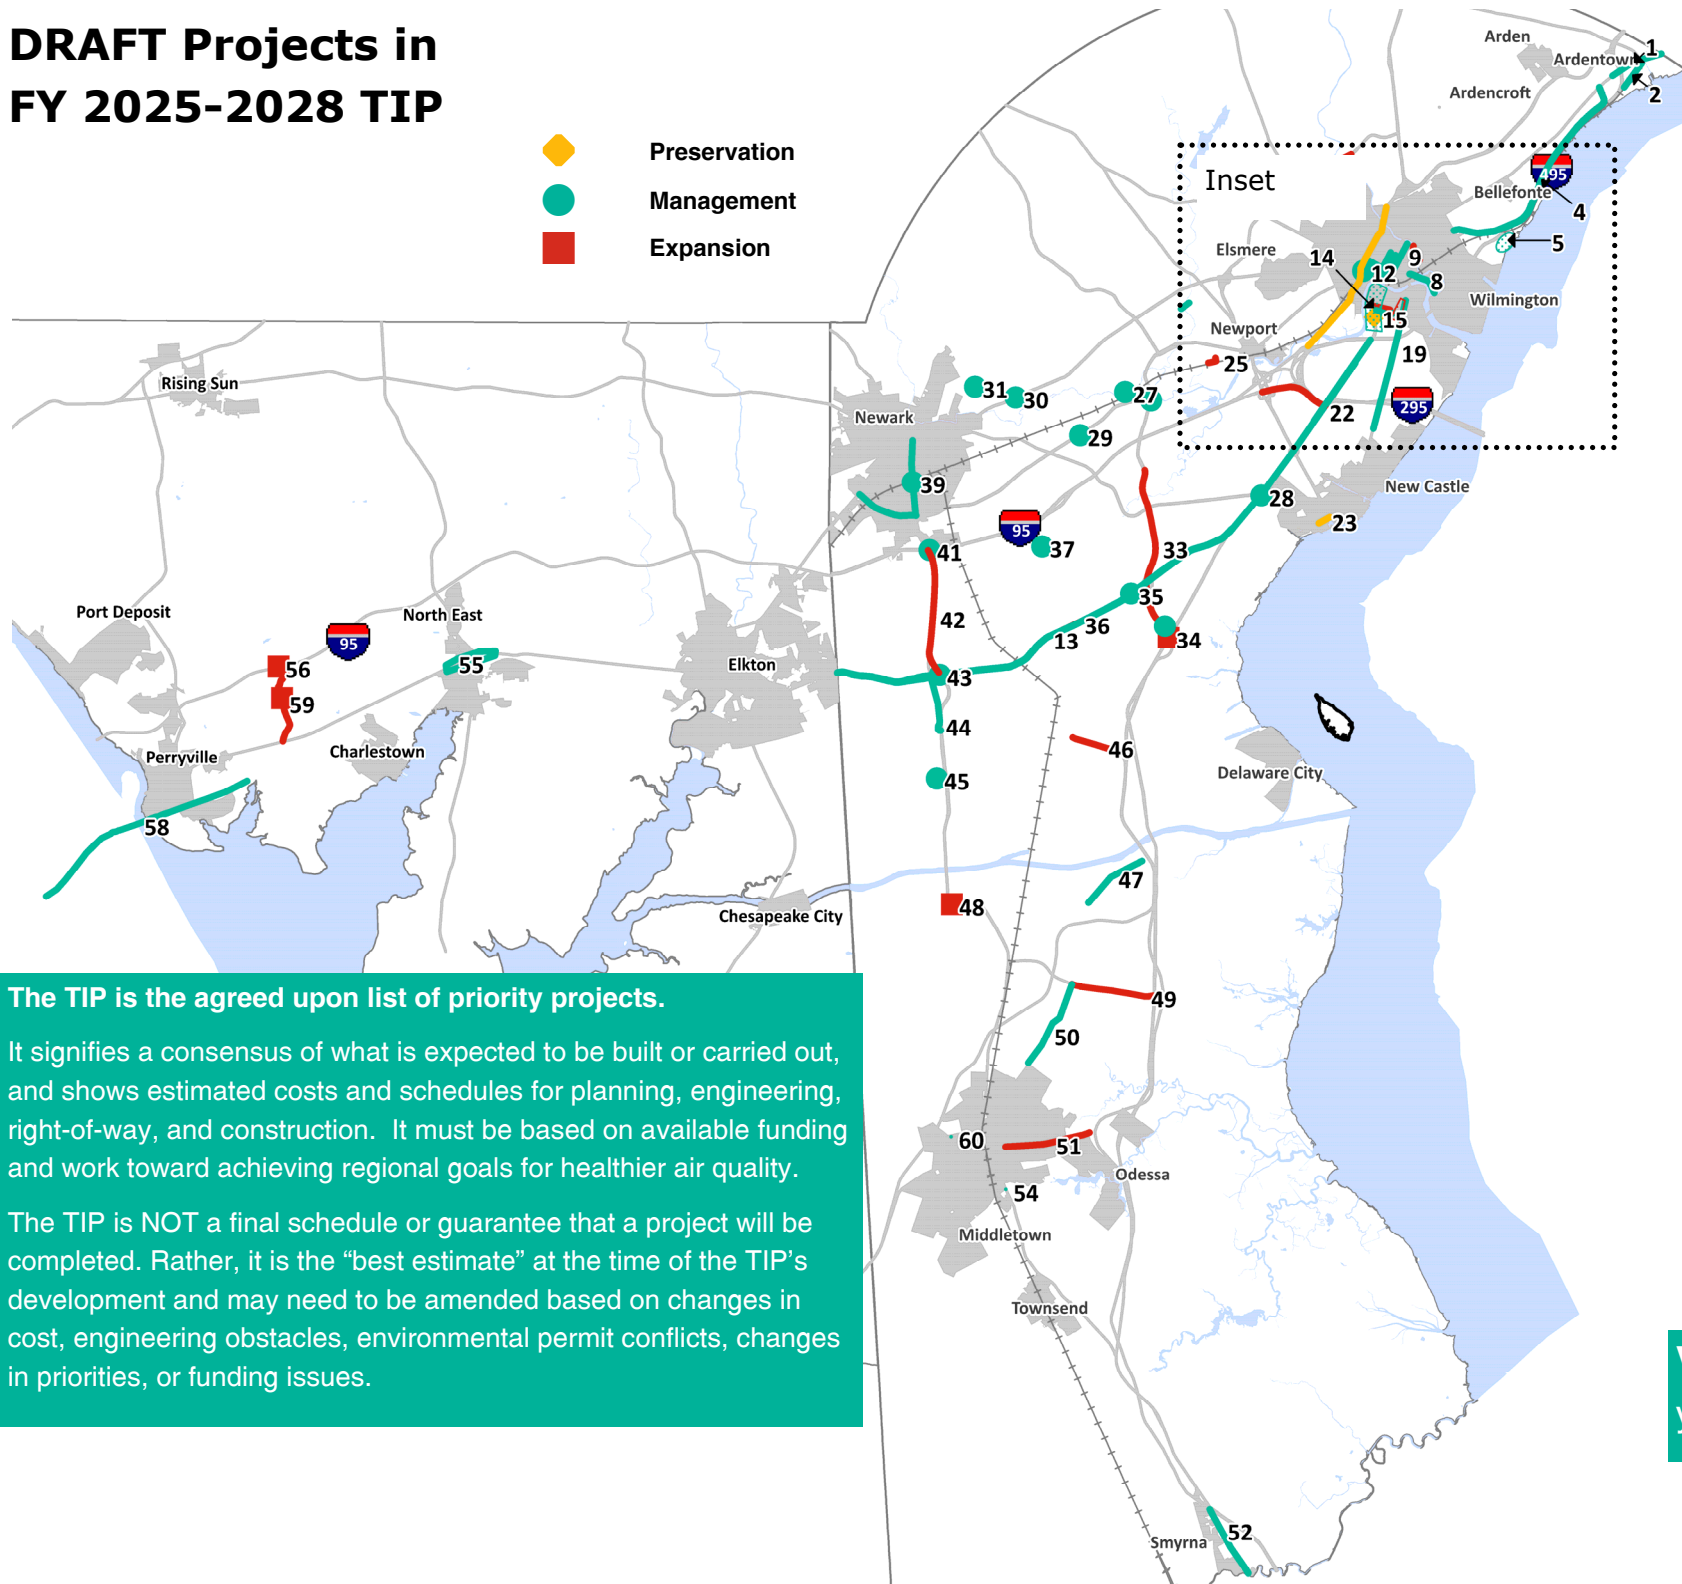 DRAFT Projects in
FY 2025-2028 TIP
Preservation
Management
Expansion
Arden
Ardentown
Ardencroft
1
2
Inset
495
Bellefonte
4
5
Elsmere
14
12
9
8
Wilmington
15
Newport
19
25
295
22
Rising Sun
31
30
27
Newark
29
39
New Castle
28
23
95
37
41
33
Port Deposit
North East
95
35
42
36
13
34
56
55
Elkton
43
59
44
46
Charlestown
Perryville
45
Delaware City
58
47
48
Chesapeake City
The TIP is the agreed upon list of priority projects.
It signifies a consensus of what is expected to be built or carried out,
and shows estimated costs and schedules for planning, engineering,
right-of-way, and construction.  It must be based on available funding
and work toward achieving regional goals for healthier air quality.
The TIP is NOT a final schedule or guarantee that a project will be
completed. Rather, it is the “best estimate” at the time of the TIP’s
development and may need to be amended based on changes in
cost, engineering obstacles, environmental permit conflicts, changes
in priorities, or funding issues.
49
50
60
51
Odessa
54
Middletown
Townsend
52
Smyrna